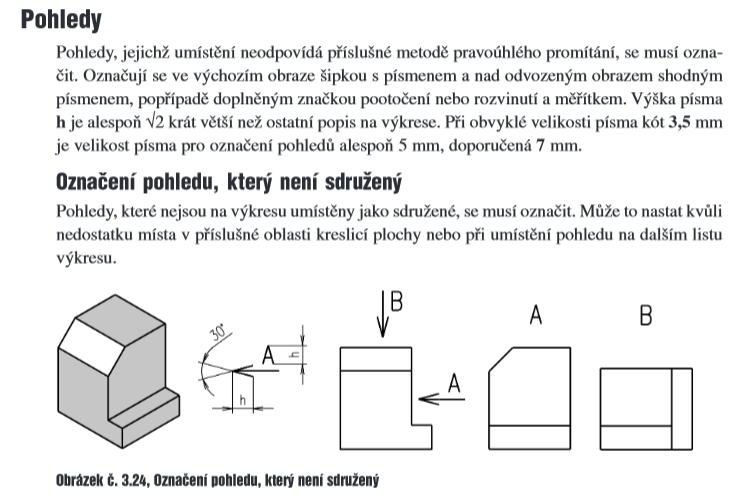 Pohledy
Pohledy, jejichž umístění neodpovídá příslušné metodě pravoúhlého promítání, se musí ozna-
čit. Označují se ve výchozím obraze šipkou s písmenem a nad odvozeným obrazem shodným
písmenem, popřípadě doplněným značkou pootočení nebo rozvinutí a měřítkem. Výška písma
h je alespoň √2 krát větší než ostatní popis na výkrese. Při obvyklé velikosti písma kót 3,5 mm
je velikost písma pro označení pohledů alespoň 5 mm, doporučená 7 mm.
Označení pohledu, který není sdružený
Pohledy, které nejsou na výkresu umístěny jako sdružené, se musí označit. Může to nastat kvůli
nedostatku místa v příslušné oblasti kreslicí plochy nebo při umístění pohledu na dalším listu
výkresu.
30°
A
h
h
B
A
A
B
Obrázek č. 3.24, Označení pohledu, který není sdružený